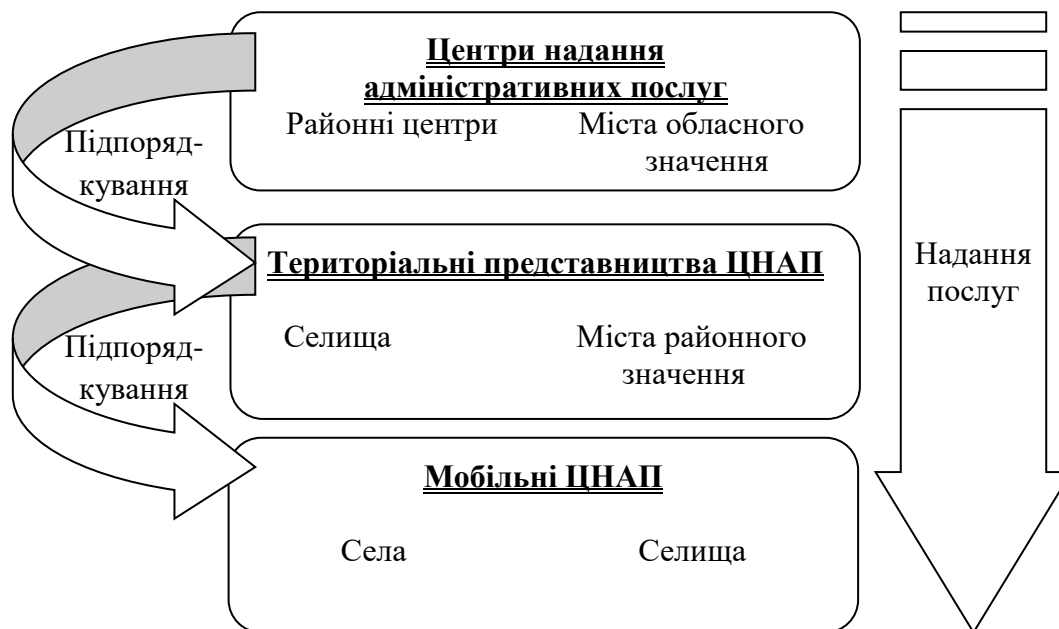 Центри надання
адміністративних послуг
Районні центри
Міста обласного
значення
Підпоряд-
кування
Територіальні представництва ЦНАП
Селища
Міста районного
значення
Підпоряд-
кування
Мобільні ЦНАП
Села
Селища
Надання
послуг